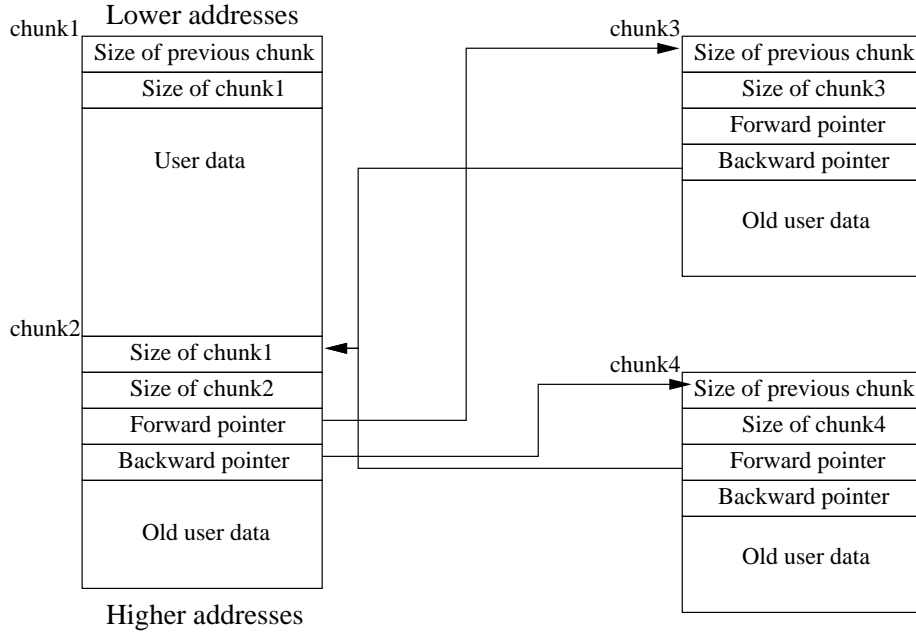 Lower addresses
chunk1
Size of previous chunk
Size of chunk1
User data
chunk2
Size of chunk1
Size of chunk2
Forward pointer
Backward pointer
Old user data
Higher addresses
chunk3
Size of previous chunk
Size of chunk3
Forward pointer
Backward pointer
Old user data
chunk4
Size of previous chunk
Size of chunk4
Forward pointer
Backward pointer
Old user data